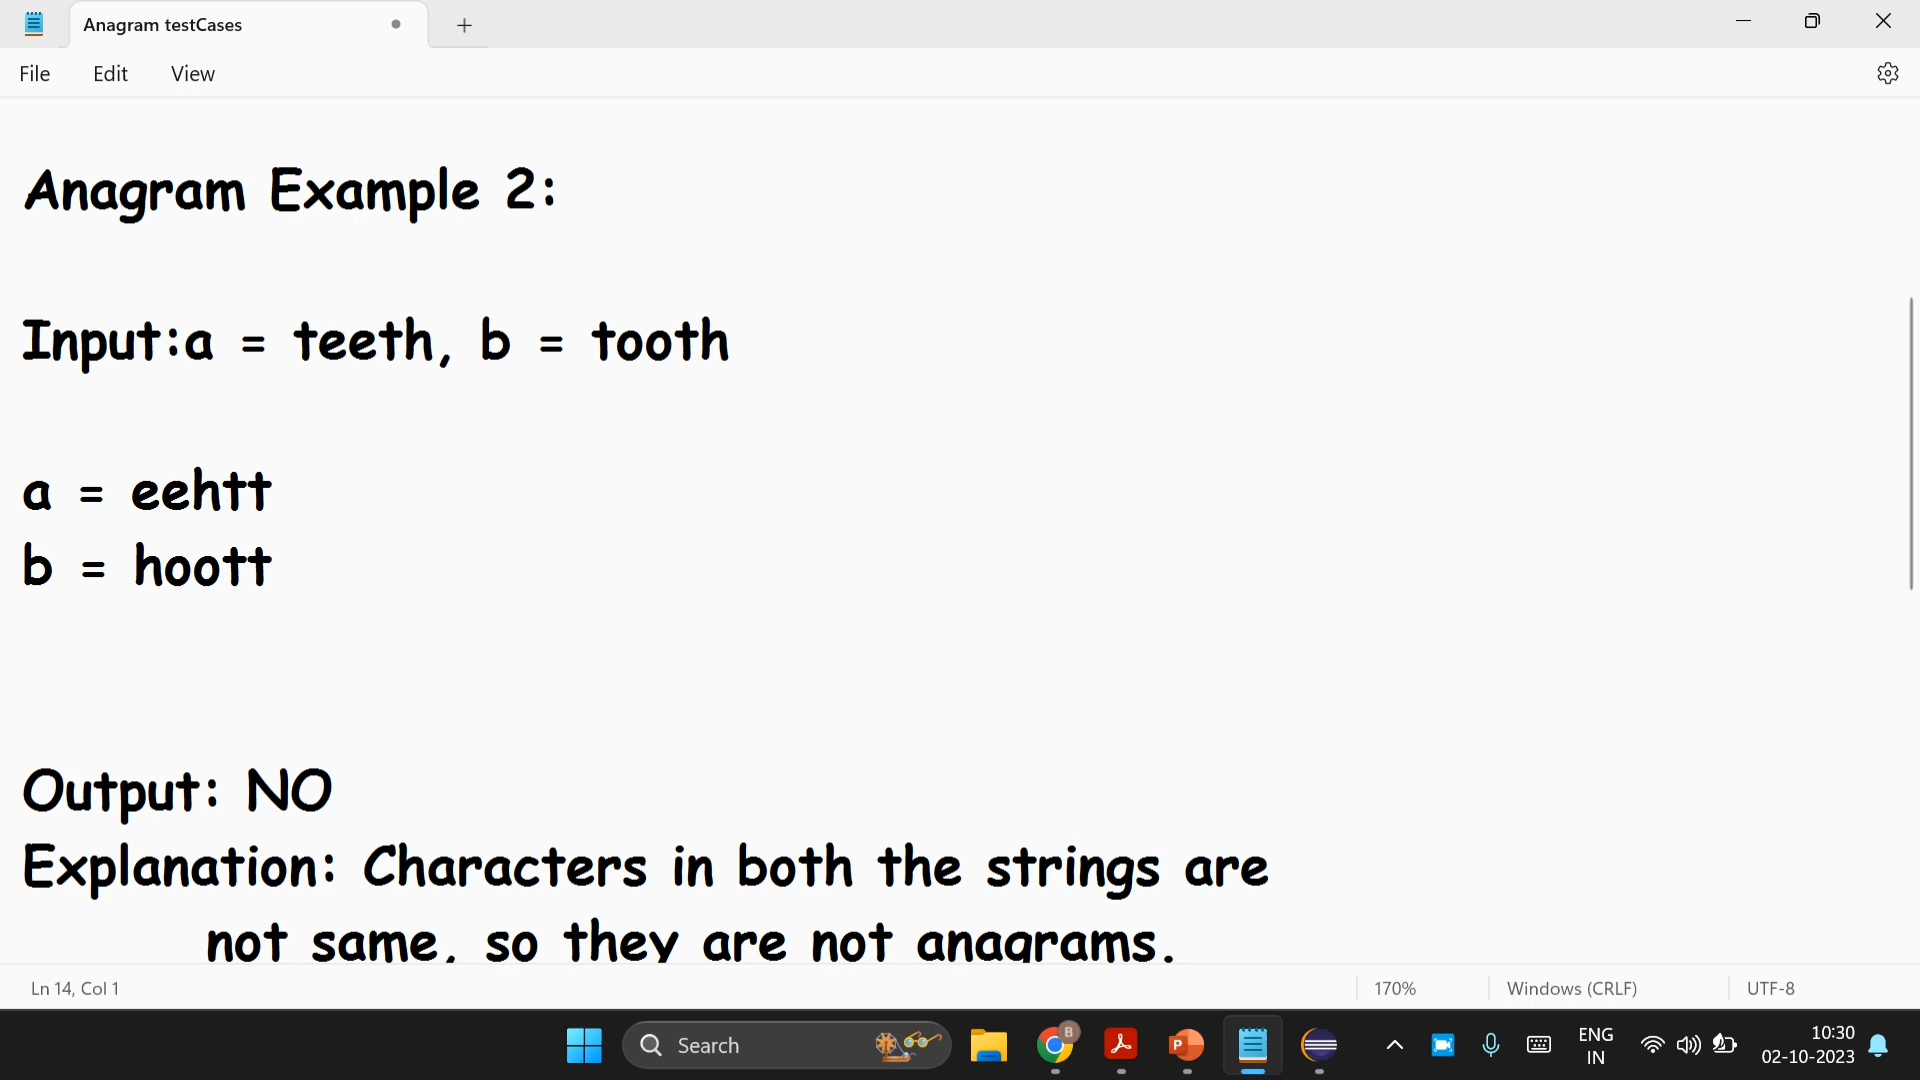 Anagram testCases
File Edit View
Anagram Example 2:
Input:a = teeth, b = tooth
a = eehtt
b = hoott
Output: NO
Explanation: Characters in both the strings are
not same, so they are not anagrams.
Ln 14, Col 1 170% Windows (CRLF) UTF-8
Search B P ENG 10:30
IN 02-10-2023